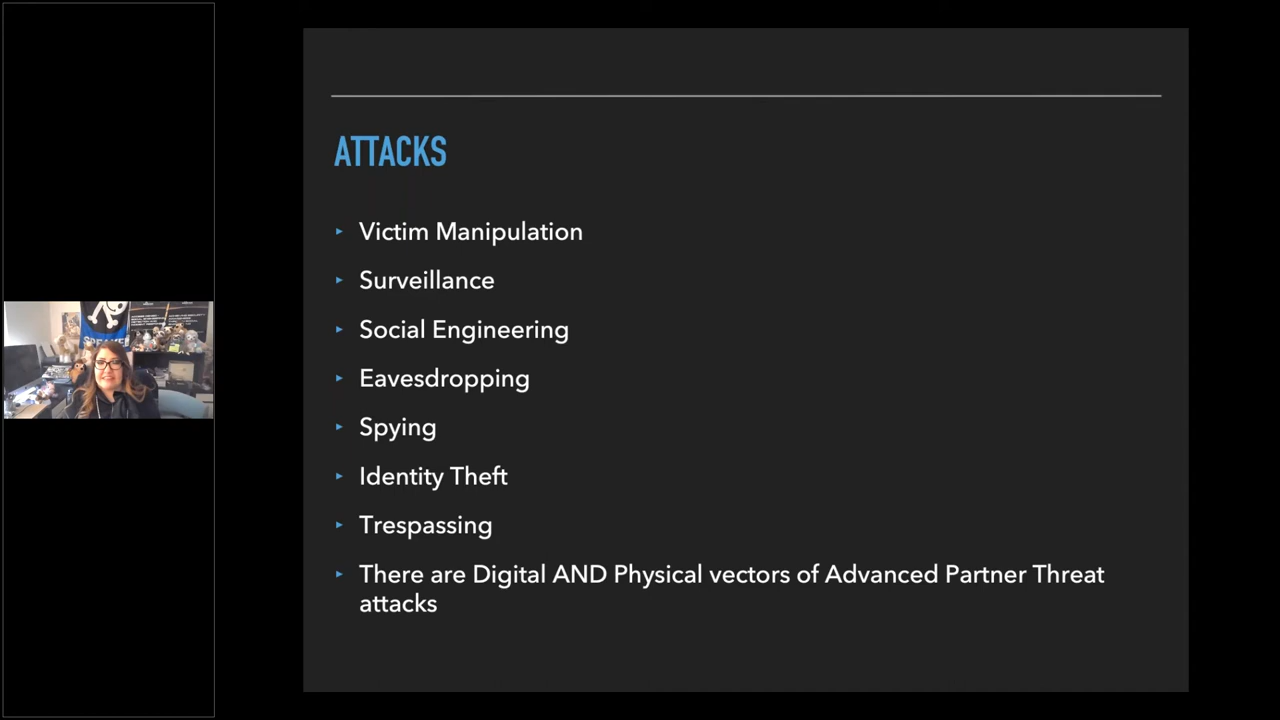 ATTACKS
‣ Victim Manipulation
‣ Surveillance
‣ Social Engineering
‣ Eavesdropping
‣ Spying
‣ Identity Theft
‣ Trespassing
‣ There are Digital AND Physical vectors of Advanced Partner Threat
attacks
SPEAKER